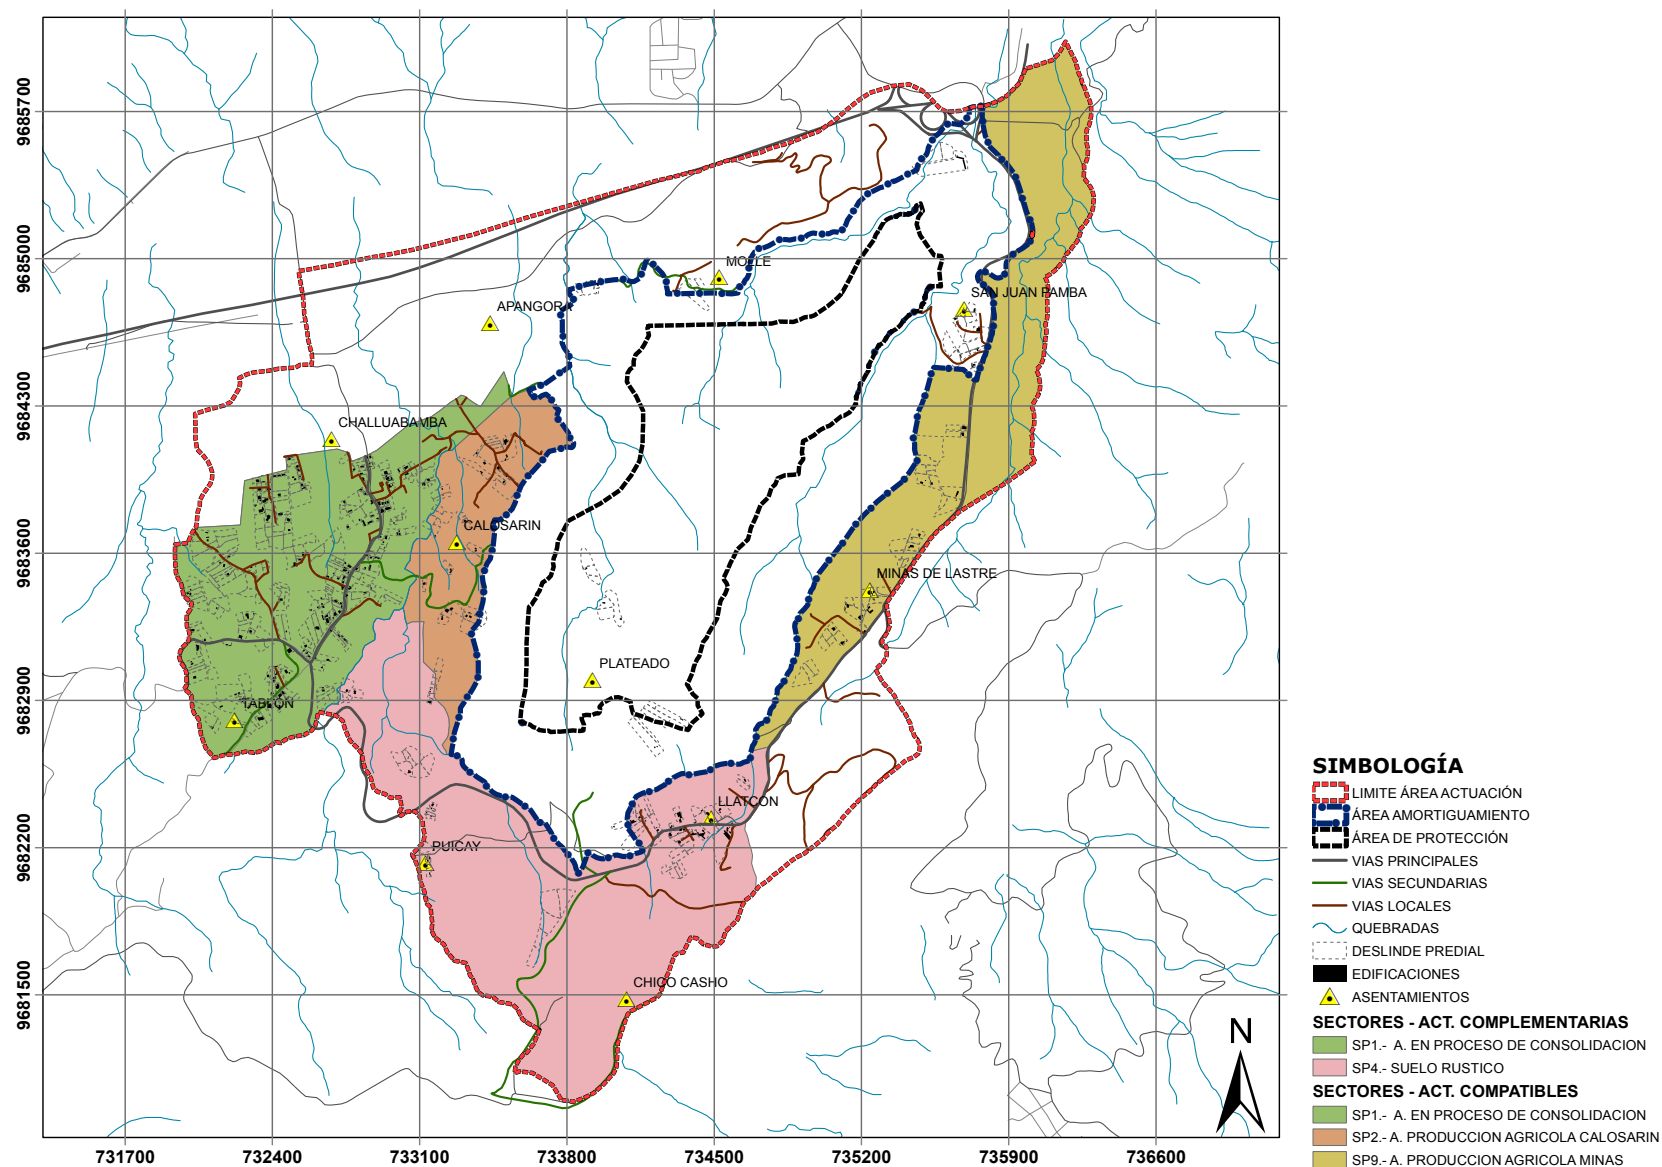 9685700
9685000
9684300
9683600
9682900
9682200
9681500
MOLLE
SAN JUAN PAMBA
APANGORA
CHALLUABAMBA
CALOSARIN
MINAS DE LASTRE
PLATEADO
TABLON
LLATCON
PUICAY
CHICO CASHO
N
731700 732400 733100 733800 734500 735200 735900 736600
SIMBOLOGÍA
LIMITE ÁREA ACTUACIÓN
ÁREA AMORTIGUAMIENTO
ÁREA DE PROTECCIÓN
VIAS PRINCIPALES
VIAS SECUNDARIAS
VIAS LOCALES
QUEBRADAS
DESLINDE PREDIAL
EDIFICACIONES
ASENTAMIENTOS
SECTORES - ACT. COMPLEMENTARIAS
SP1.- A. EN PROCESO DE CONSOLIDACION
SP4.- SUELO RUSTICO
SECTORES - ACT. COMPATIBLES
SP1.- A. EN PROCESO DE CONSOLIDACION
SP2.- A. PRODUCCION AGRICOLA CALOSARIN
SP9.- A. PRODUCCION AGRICOLA MINAS